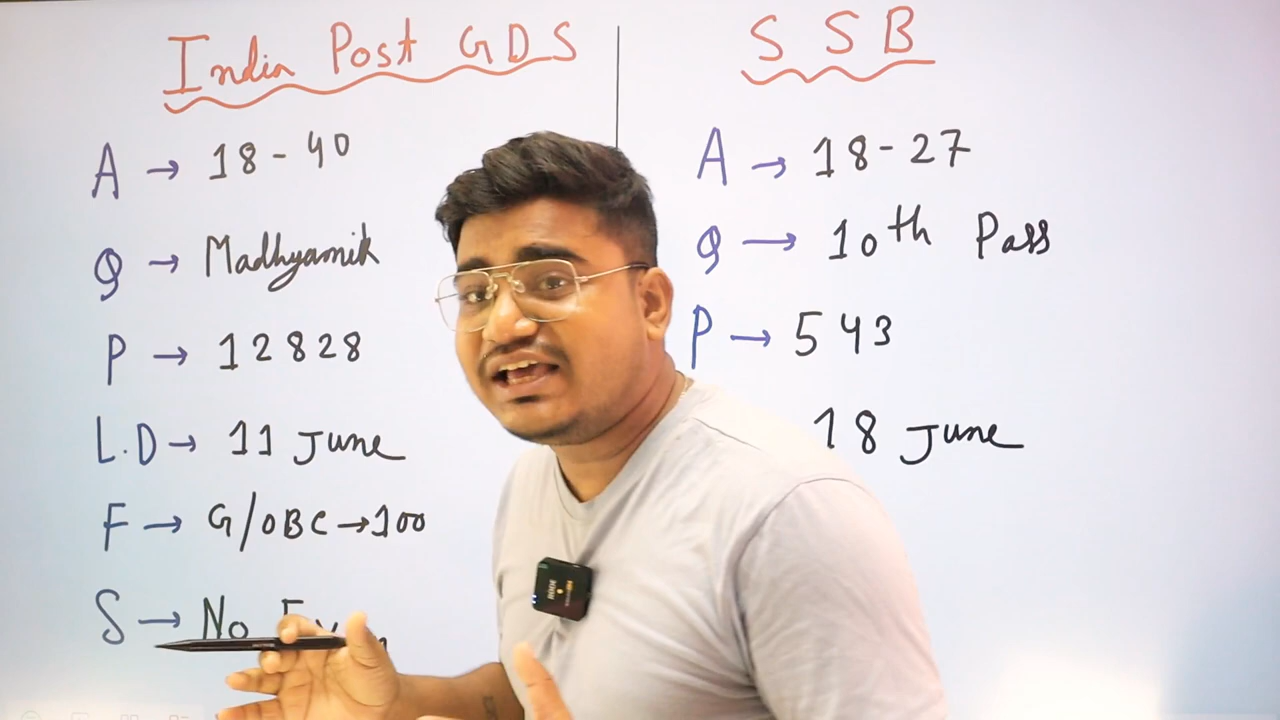 India Post GDS
A → 18 - 40
Q → Madhyamik
P → 12828
L.D → 11 June
F → G/OBC → 100
S → No
SSB
A → 18 - 27
Q → 10th Pass
P → 543
18 June
RODE